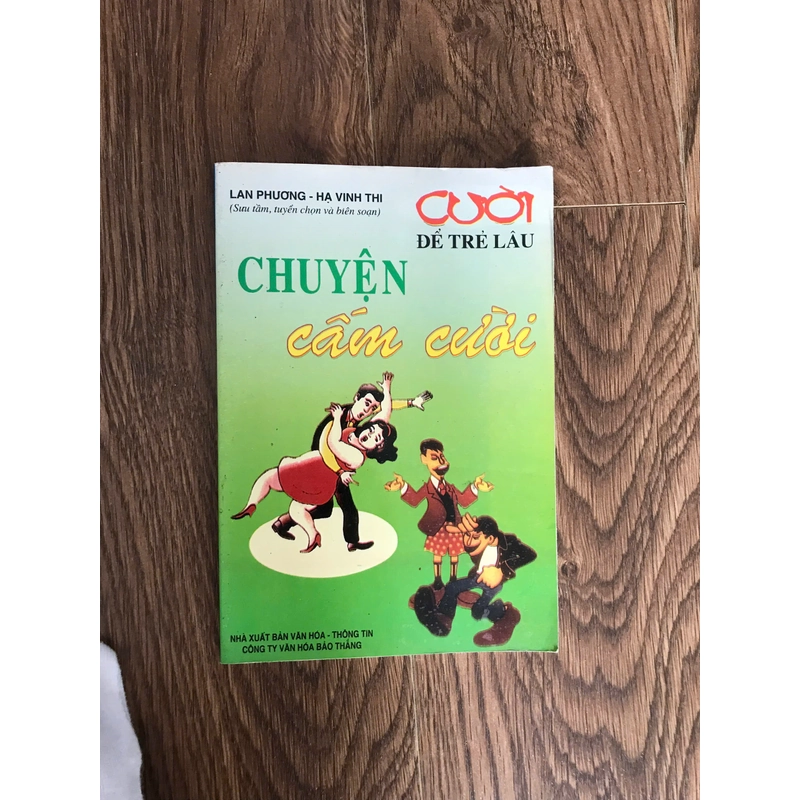 LAN PHƯƠNG - HẠ VINH THI
(Sưu tầm, tuyển chọn và biên soạn)
CƯỜI
ĐỂ TRẺ LÂU
CHUYỆN
cấm cười
NHÀ XUẤT BẢN VĂN HÓA - THÔNG TIN
CÔNG TY VĂN HÓA BẢO THẮNG